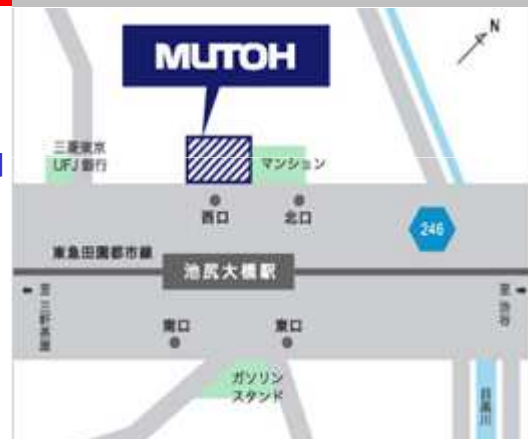 MUTOH
N
三菱東京
UFJ銀行
マンション
西口
北口
246
東急田園都市線
池尻大橋駅
至三軒茶屋
至渋谷
南口
東口
ガソリン
スタンド
目黒川